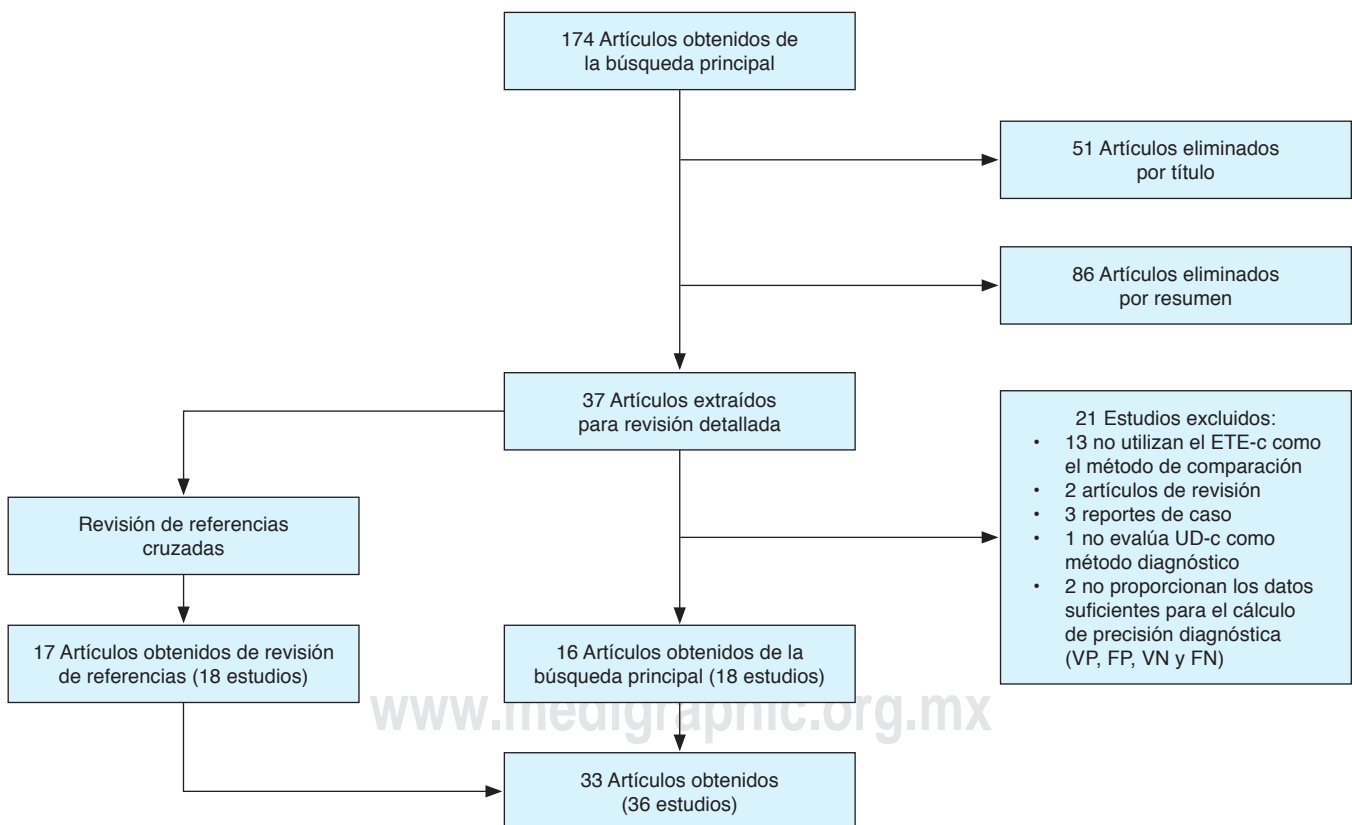 174 Artículos obtenidos de
la búsqueda principal
51 Artículos eliminados
por título
86 Artículos eliminados
por resumen
37 Artículos extraídos
para revisión detallada
21 Estudios excluidos:
• 13 no utilizan el ETE-c como
el método de comparación
• 2 artículos de revisión
• 3 reportes de caso
• 1 no evalúa UD-c como
método diagnóstico
• 2 no proporcionan los datos
suficientes para el cálculo
de precisión diagnóstica
(VP, FP, VN y FN)
Revisión de referencias
cruzadas
17 Artículos obtenidos de revisión
de referencias (18 estudios)
16 Artículos obtenidos de la
búsqueda principal (18 estudios)
www.medigraphic.org.mx
33 Artículos obtenidos
(36 estudios)